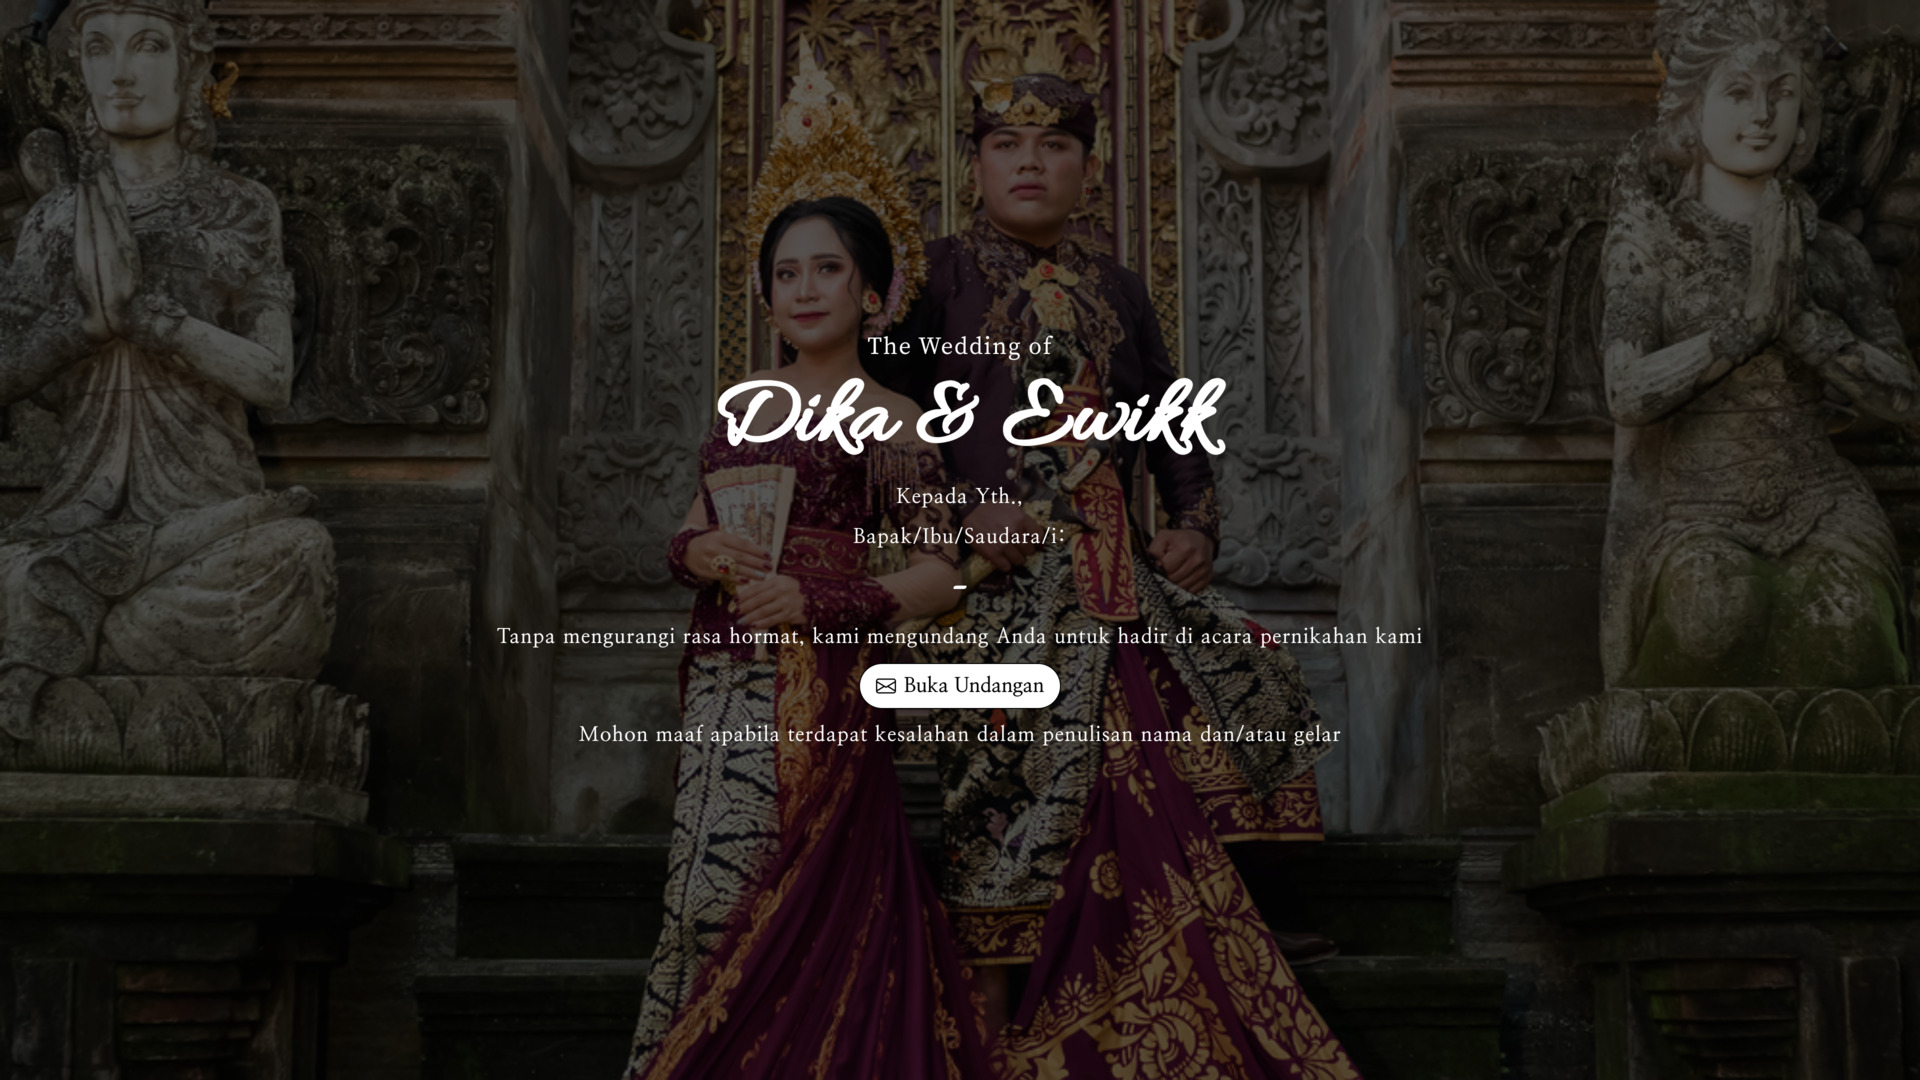 The Wedding of
Dika & Ewikk
Kepada Yth.,
Bapak/Ibu/Saudara/i:
-
Tanpa mengurangi rasa hormat, kami mengundang Anda untuk hadir di acara pernikahan kami
Buka Undangan
Mohon maaf apabila terdapat kesalahan dalam penulisan nama dan/atau gelar